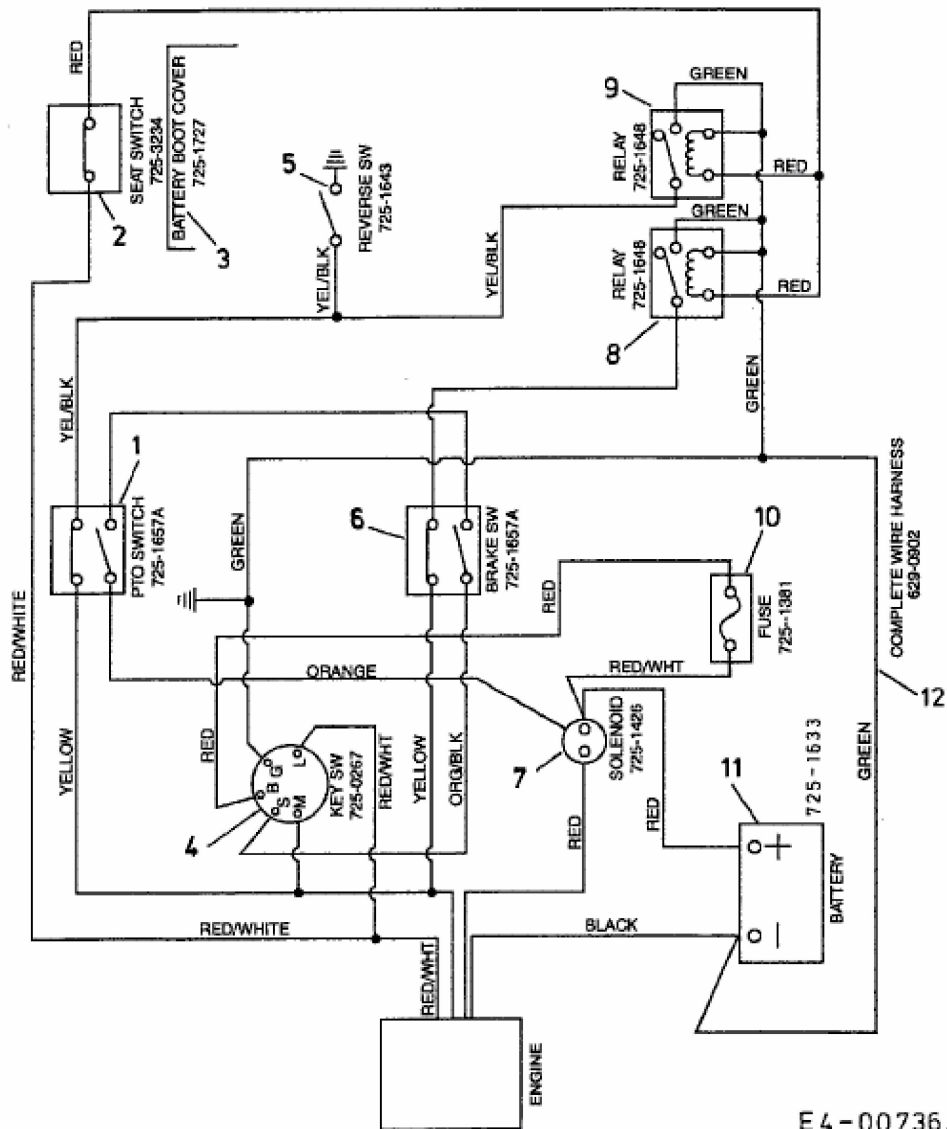 RED
SEAT SWITCH
725-3234
BATTERY BOOT COVER
725-1727
2
3
5
REVERSE SW
725-1643
YEL/BLK
YEL/BLK
9
GREEN
RELAY
725-1648
RED
GREEN
RELAY
725-1648
RED
8
GREEN
YEL/BLK
1
PTO SWITCH
725-1657A
GREEN
6
BRAKE SW
725-1657A
10
RED
FUSE
725--1381
COMPLETE WIRE HARNESS
629-0902
RED/WHITE
ORANGE
RED/WHT
12
YELLOW
RED
G
L
B
S
M
KEY SW
725-0267
4
RED/WHT
YELLOW
ORG/BLK
7
SOLENOID
725-1426
GREEN
RED
RED
11
725-1633
+
−
BATTERY
RED/WHITE
BLACK
RED/WHT
ENGINE
E4-00736